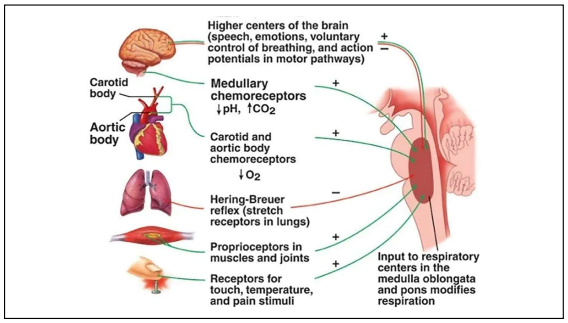 Higher centers of the brain
(speech, emotions, voluntary
control of breathing, and action
potentials in motor pathways)
+
−
Carotid
body
Aortic
body
Medullary
chemoreceptors
↓pH, ↑CO2
+
Carotid and
aortic body
chemoreceptors
↓O2
+
Hering-Breuer
reflex (stretch
receptors in lungs)
−
Proprioceptors in
muscles and joints
+
Receptors for
touch, temperature,
and pain stimuli
+
Input to respiratory
centers in the
medulla oblongata
and pons modifies
respiration